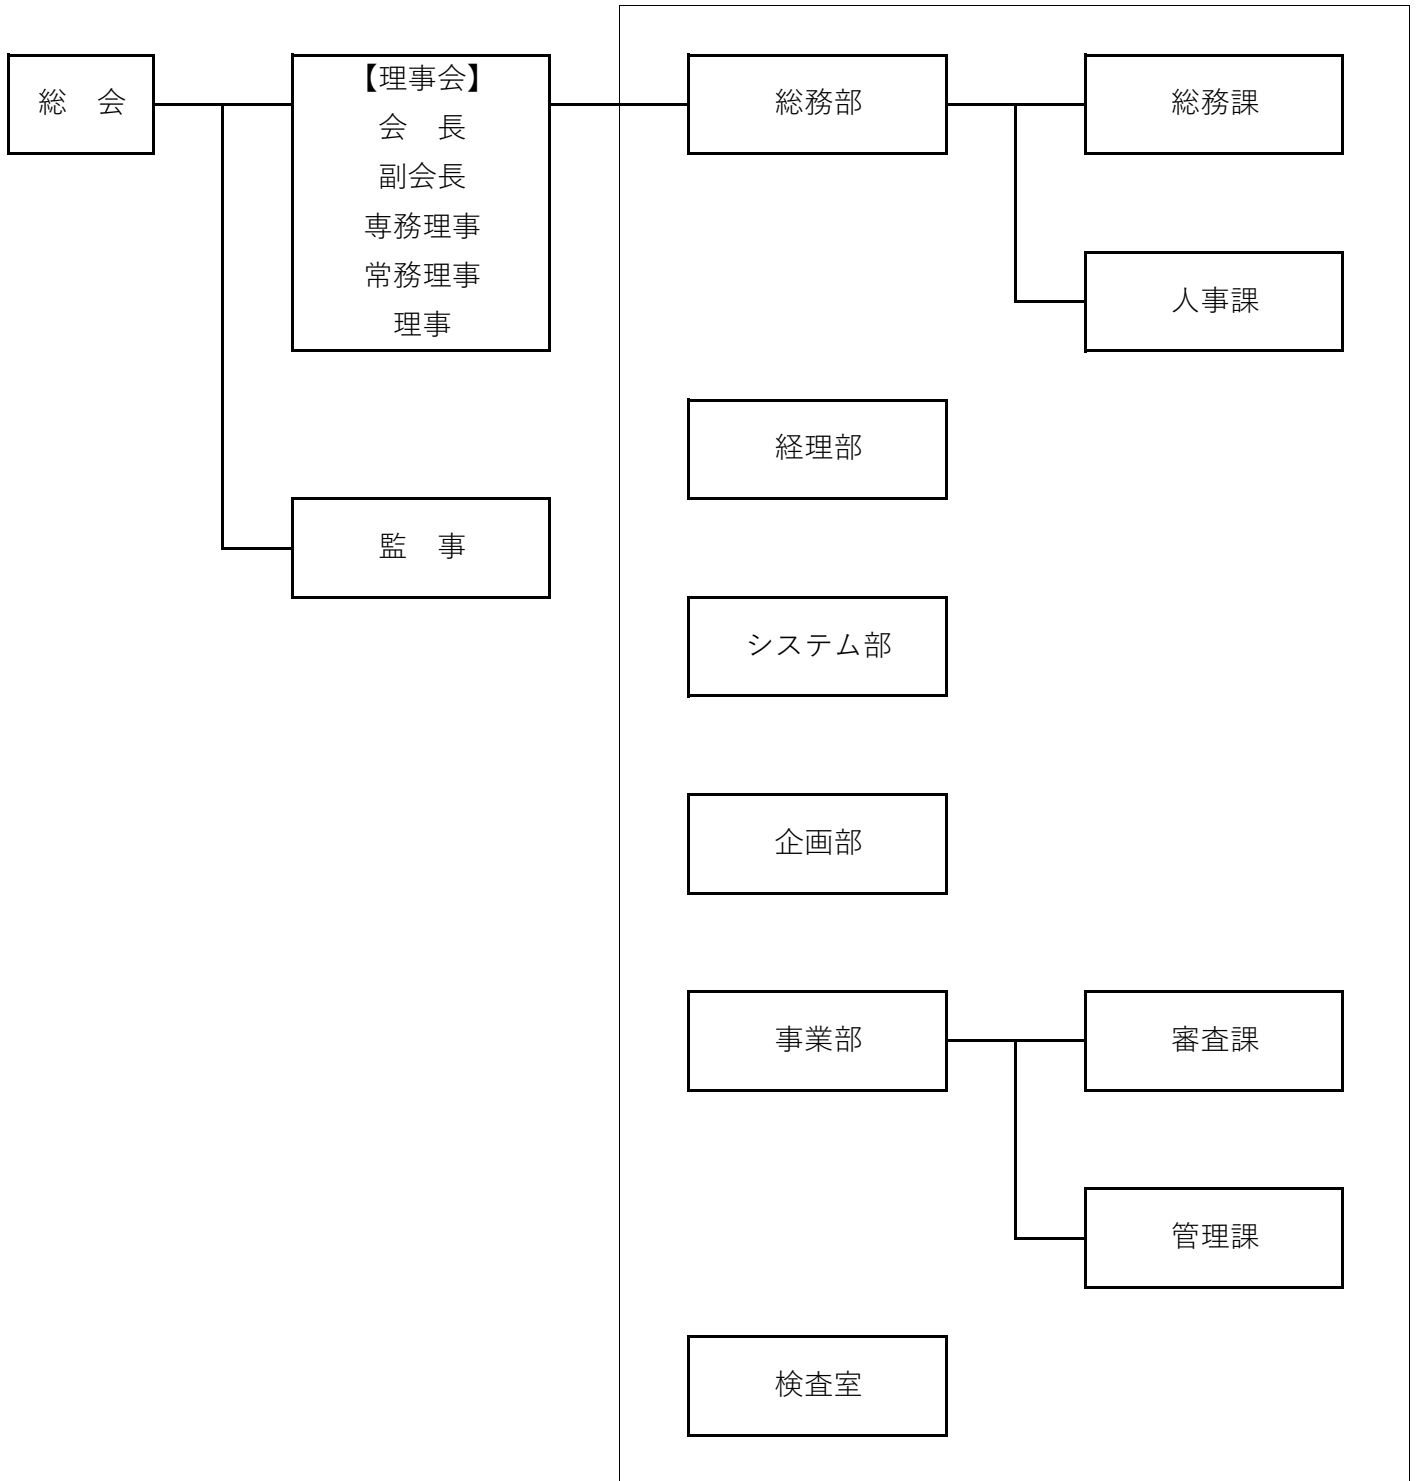 総　会
【理事会】
会　長
副会長
専務理事
常務理事
理事
監　事
総務部
総務課
人事課
経理部
システム部
企画部
事業部
審査課
管理課
検査室